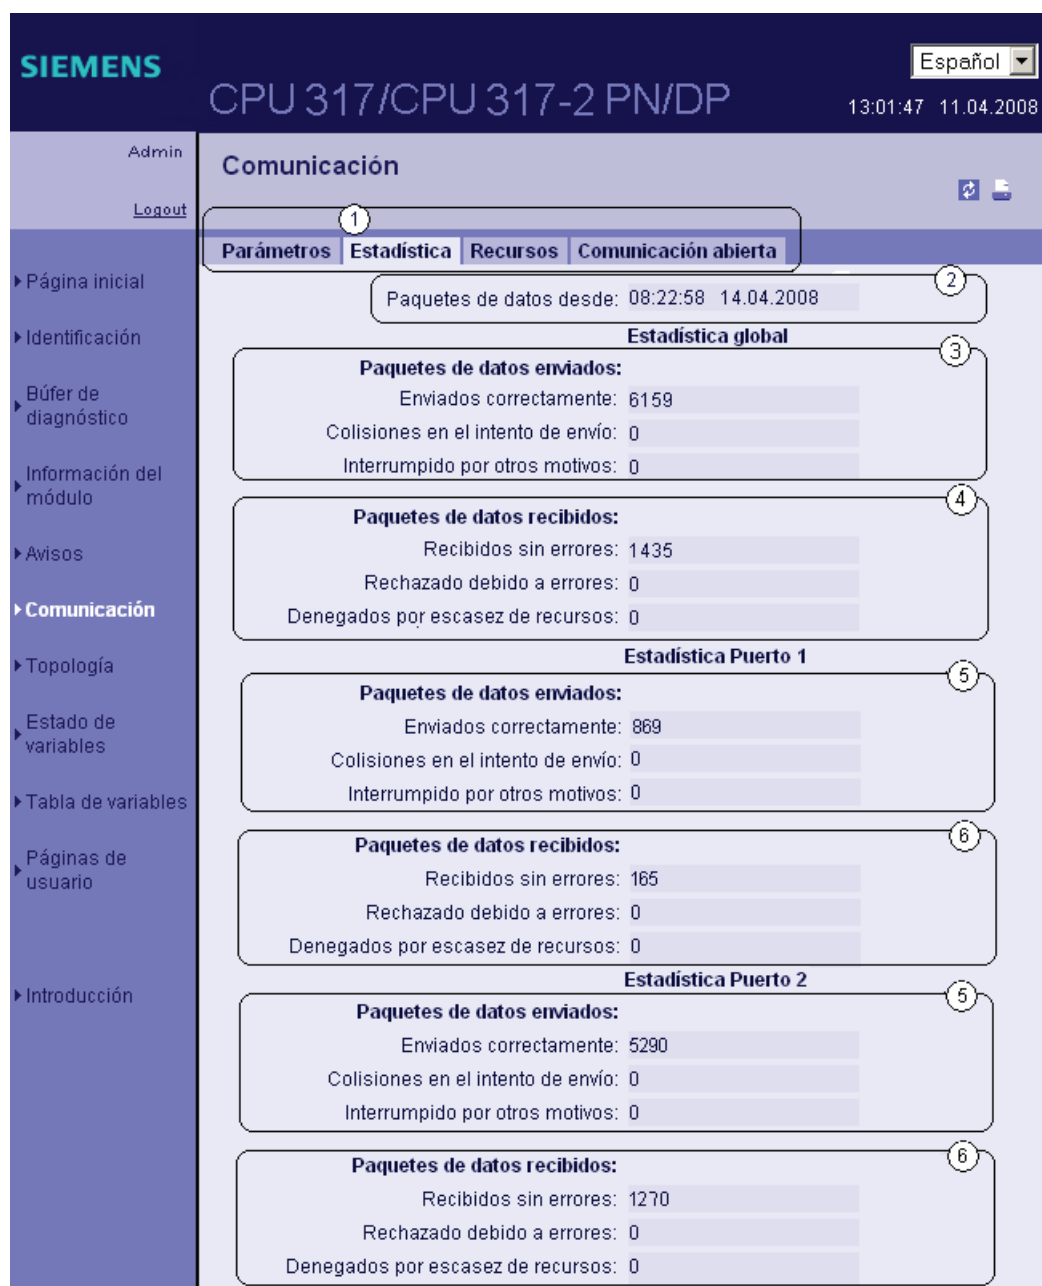 SIEMENS
Español
CPU 317/CPU 317-2 PN/DP
13:01:47 11.04.2008
Admin
Comunicación
Logout
1
Parámetros Estadística Recursos Comunicación abierta
Página inicial
Identificación
Búfer de
diagnóstico
Información del
módulo
Avisos
Comunicación
Topología
Estado de
variables
Tabla de variables
Páginas de
usuario
Introducción
2
Paquetes de datos desde: 08:22:58 14.04.2008
Estadística global
3
Paquetes de datos enviados:
Enviados correctamente: 6159
Colisiones en el intento de envío: 0
Interrumpido por otros motivos: 0
4
Paquetes de datos recibidos:
Recibidos sin errores: 1435
Rechazado debido a errores: 0
Denegados por escasez de recursos: 0
Estadística Puerto 1
5
Paquetes de datos enviados:
Enviados correctamente: 869
Colisiones en el intento de envío: 0
Interrumpido por otros motivos: 0
6
Paquetes de datos recibidos:
Recibidos sin errores: 165
Rechazado debido a errores: 0
Denegados por escasez de recursos: 0
Estadística Puerto 2
5
Paquetes de datos enviados:
Enviados correctamente: 5290
Colisiones en el intento de envío: 0
Interrumpido por otros motivos: 0
6
Paquetes de datos recibidos:
Recibidos sin errores: 1270
Rechazado debido a errores: 0
Denegados por escasez de recursos: 0